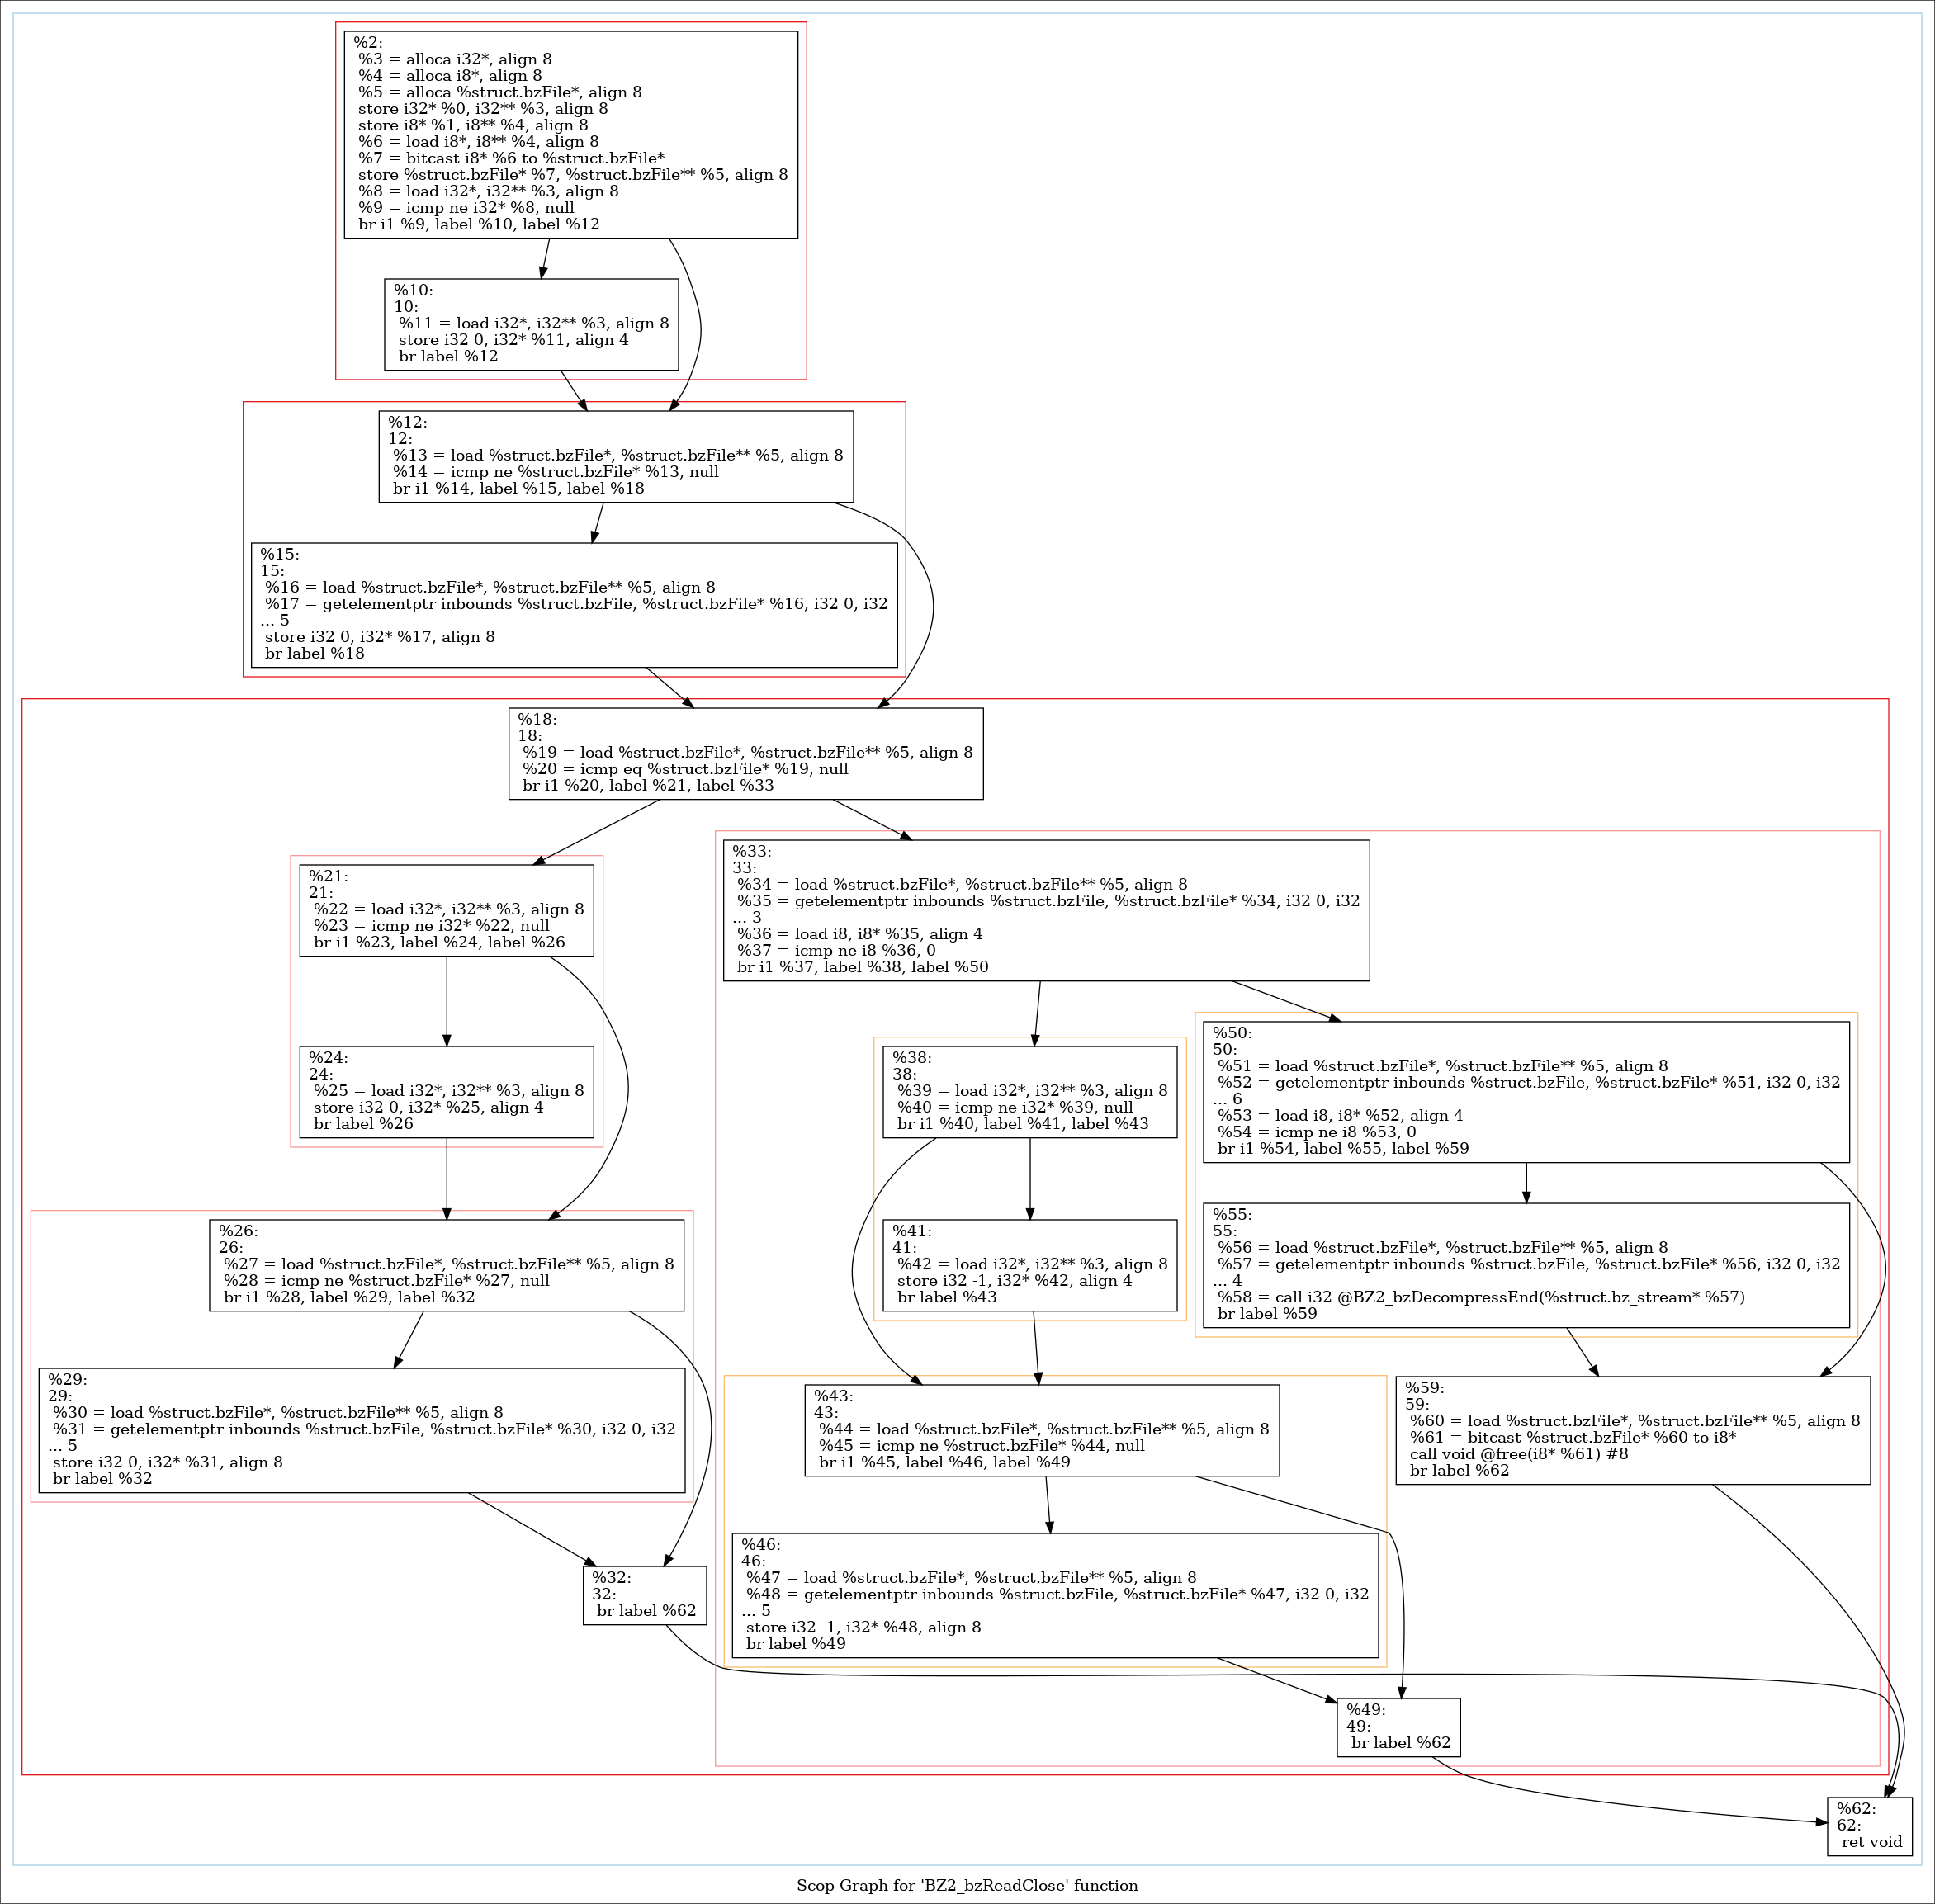 %2:
%3 = alloca i32*, align 8
%4 = alloca i8*, align 8
%5 = alloca %struct.bzFile*, align 8
store i32* %0, i32** %3, align 8
store i8* %1, i8** %4, align 8
%6 = load i8*, i8** %4, align 8
%7 = bitcast i8* %6 to %struct.bzFile*
store %struct.bzFile* %7, %struct.bzFile** %5, align 8
%8 = load i32*, i32** %3, align 8
%9 = icmp ne i32* %8, null
br i1 %9, label %10, label %12
%10:
10:
%11 = load i32*, i32** %3, align 8
store i32 0, i32* %11, align 4
br label %12
%12:
12:
%13 = load %struct.bzFile*, %struct.bzFile** %5, align 8
%14 = icmp ne %struct.bzFile* %13, null
br i1 %14, label %15, label %18
%15:
15:
%16 = load %struct.bzFile*, %struct.bzFile** %5, align 8
%17 = getelementptr inbounds %struct.bzFile, %struct.bzFile* %16, i32 0, i32
... 5
store i32 0, i32* %17, align 8
br label %18
%18:
18:
%19 = load %struct.bzFile*, %struct.bzFile** %5, align 8
%20 = icmp eq %struct.bzFile* %19, null
br i1 %20, label %21, label %33
%21:
21:
%22 = load i32*, i32** %3, align 8
%23 = icmp ne i32* %22, null
br i1 %23, label %24, label %26
%24:
24:
%25 = load i32*, i32** %3, align 8
store i32 0, i32* %25, align 4
br label %26
%26:
26:
%27 = load %struct.bzFile*, %struct.bzFile** %5, align 8
%28 = icmp ne %struct.bzFile* %27, null
br i1 %28, label %29, label %32
%29:
29:
%30 = load %struct.bzFile*, %struct.bzFile** %5, align 8
%31 = getelementptr inbounds %struct.bzFile, %struct.bzFile* %30, i32 0, i32
... 5
store i32 0, i32* %31, align 8
br label %32
%32:
32:
br label %62
%33:
33:
%34 = load %struct.bzFile*, %struct.bzFile** %5, align 8
%35 = getelementptr inbounds %struct.bzFile, %struct.bzFile* %34, i32 0, i32
... 3
%36 = load i8, i8* %35, align 4
%37 = icmp ne i8 %36, 0
br i1 %37, label %38, label %50
%38:
38:
%39 = load i32*, i32** %3, align 8
%40 = icmp ne i32* %39, null
br i1 %40, label %41, label %43
%41:
41:
%42 = load i32*, i32** %3, align 8
store i32 -1, i32* %42, align 4
br label %43
%43:
43:
%44 = load %struct.bzFile*, %struct.bzFile** %5, align 8
%45 = icmp ne %struct.bzFile* %44, null
br i1 %45, label %46, label %49
%46:
46:
%47 = load %struct.bzFile*, %struct.bzFile** %5, align 8
%48 = getelementptr inbounds %struct.bzFile, %struct.bzFile* %47, i32 0, i32
... 5
store i32 -1, i32* %48, align 8
br label %49
%49:
49:
br label %62
%50:
50:
%51 = load %struct.bzFile*, %struct.bzFile** %5, align 8
%52 = getelementptr inbounds %struct.bzFile, %struct.bzFile* %51, i32 0, i32
... 6
%53 = load i8, i8* %52, align 4
%54 = icmp ne i8 %53, 0
br i1 %54, label %55, label %59
%55:
55:
%56 = load %struct.bzFile*, %struct.bzFile** %5, align 8
%57 = getelementptr inbounds %struct.bzFile, %struct.bzFile* %56, i32 0, i32
... 4
%58 = call i32 @BZ2_bzDecompressEnd(%struct.bz_stream* %57)
br label %59
%59:
59:
%60 = load %struct.bzFile*, %struct.bzFile** %5, align 8
%61 = bitcast %struct.bzFile* %60 to i8*
call void @free(i8* %61) #8
br label %62
%62:
62:
ret void
Scop Graph for 'BZ2_bzReadClose' function